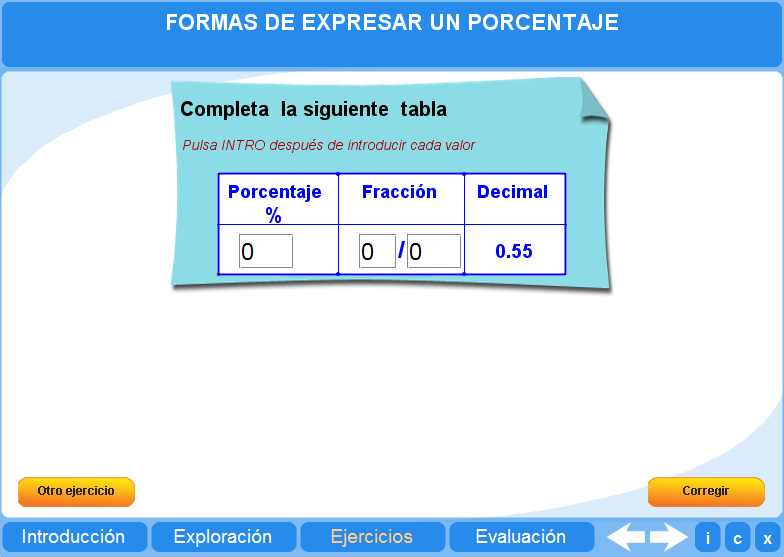 FORMAS DE EXPRESAR UN PORCENTAJE
Completa la siguiente tabla
Pulsa INTRO después de introducir cada valor
Porcentaje % Fracción Decimal
0 0 / 0 0.55
Otro ejercicio Corregir
Introducción Exploración Ejercicios Evaluación i c x